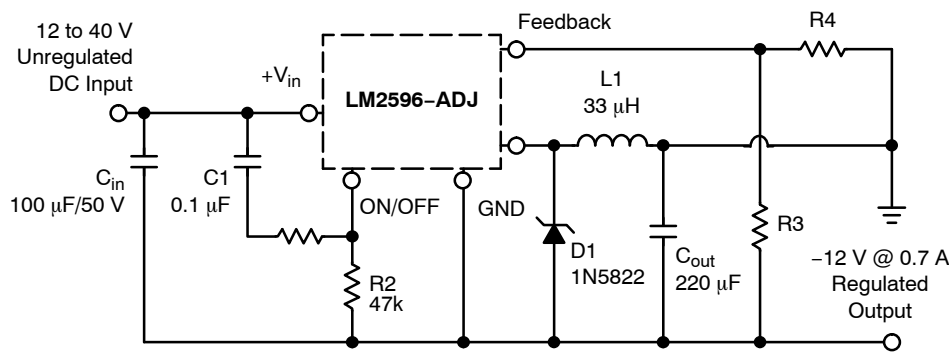 12 to 40 V
Unregulated
DC Input
+Vin
LM2596−ADJ
Feedback
R4
L1
33 μH
Cin
100 μF/50 V
C1
0.1 μF
ON/OFF
GND
R2
47k
D1
1N5822
Cout
220 μF
R3
−12 V @ 0.7 A
Regulated
Output